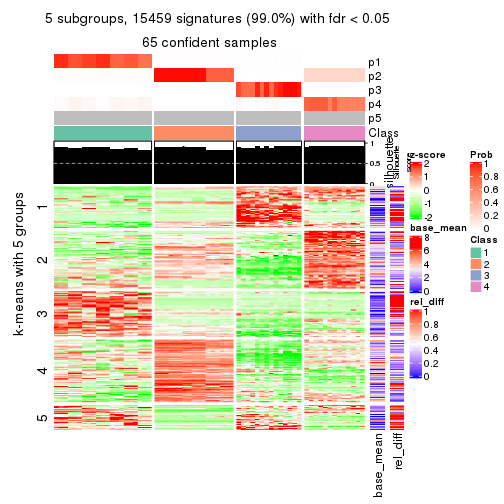 5 subgroups, 15459 signatures (99.0%) with fdr < 0.05
65 confident samples
p1
p2
p3
p4
p5
Class
1
0.5
0
silhouette
Silhouette
score
k-means with 5 groups
1
2
3
4
5
base_mean
rel_diff
z-score
2
1
0
-1
-2
base_mean
8
6
4
2
0
rel_diff
1
0.8
0.6
0.4
0.2
0
Prob
1
0.8
0.6
0.4
0.2
0
Class
1
2
3
4